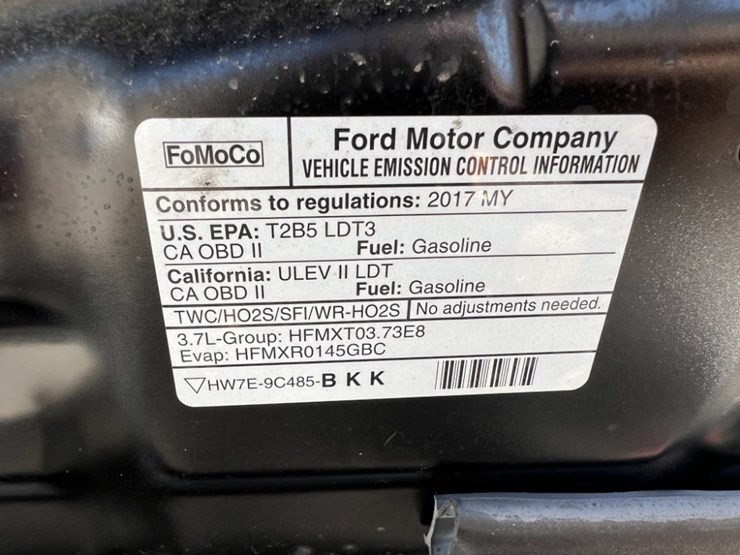 FoMoCo
Ford Motor Company
VEHICLE EMISSION CONTROL INFORMATION
Conforms to regulations: 2017 MY
U.S. EPA: T2B5 LDT3
CA OBD II Fuel: Gasoline
California: ULEV II LDT
CA OBD II Fuel: Gasoline
TWC/HO2S/SFI/WR-HO2S No adjustments needed.
3.7L-Group: HFMXT03.73E8
Evap: HFMXR0145GBC
HW7E-9C485-B K K